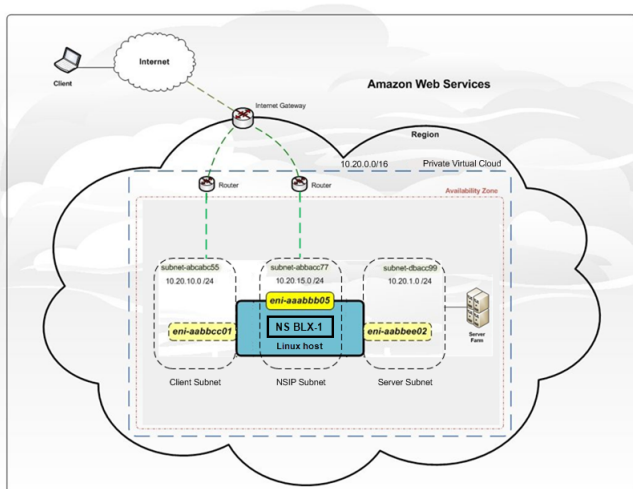 Internet
Client
Amazon Web Services
Internet Gateway
Region
10.20.0.0/16
Private Virtual Cloud
Router
Router
Availability Zone
subnet-abcabc55
subnet-abbacc77
subnet-dbacc99
10.20.10.0 /24
10.20.15.0 /24
10.20.1.0 /24
eni-aaabbb05
eni-aabbcc01
NS BLX-1
eni-aabbee02
Linux host
Server
Farm
Client Subnet
NSIP Subnet
Server Subnet